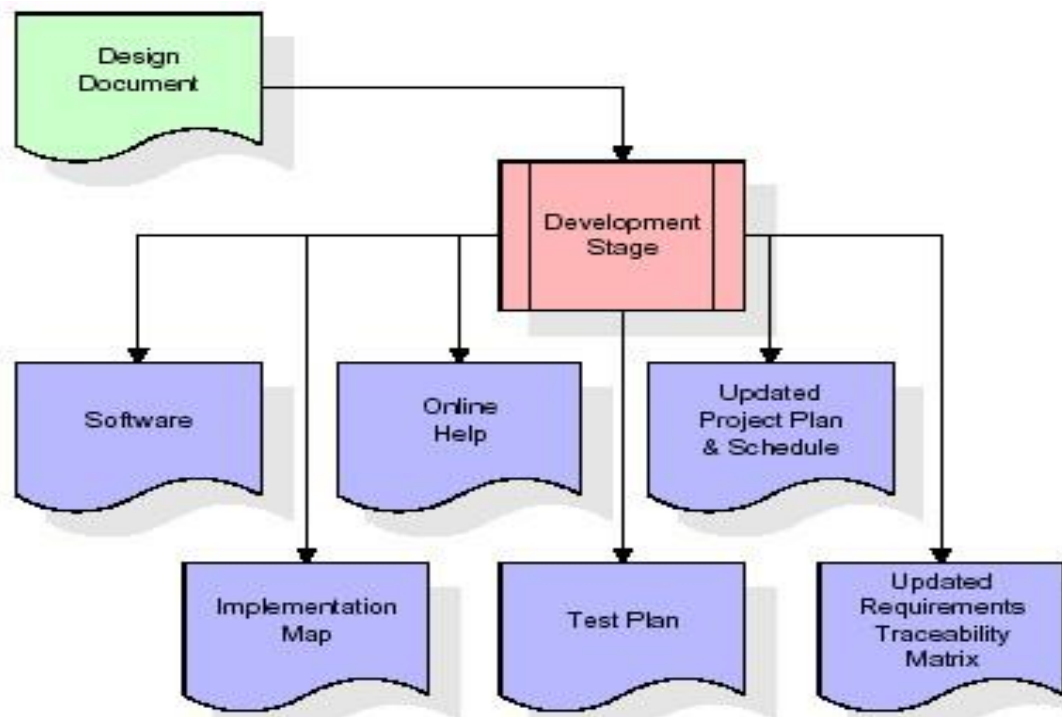 Design
Document
Development
Stage
Software
Online
Help
Updated
Project Plan
& Schedule
Implementation
Map
Test Plan
Updated
Requirements
Traceability
Matrix